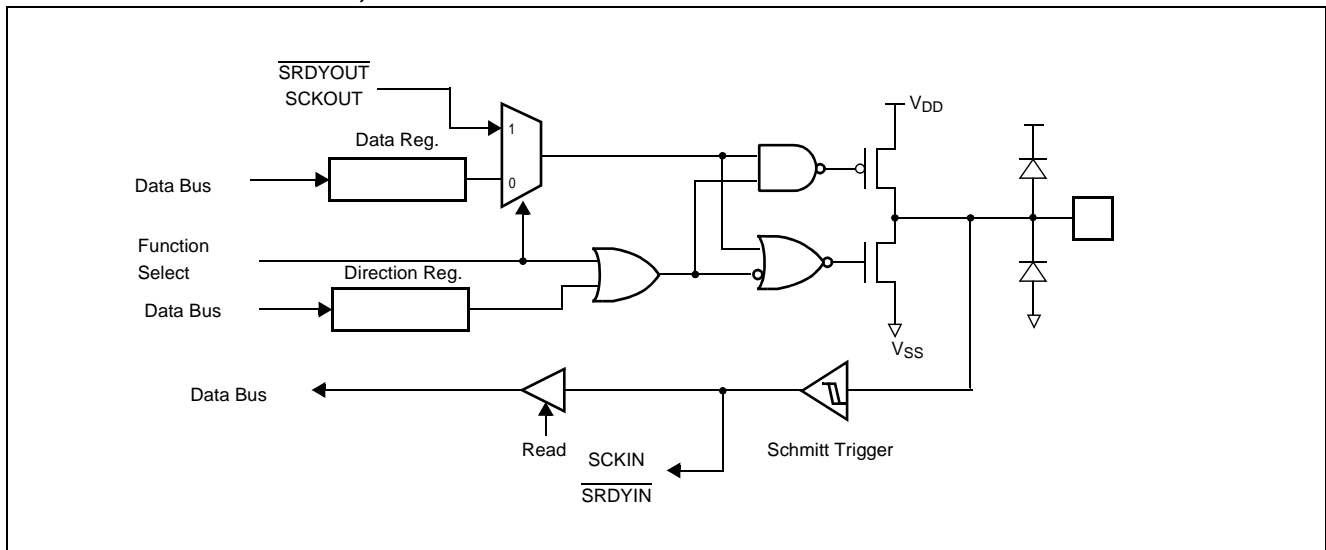 SRDYOUT
SCKOUT
VDD
Data Reg.
1
0
Data Bus
Function
Select
Direction Reg.
Data Bus
VSS
Data Bus
Read
SCKIN
SRDYIN
Schmitt Trigger